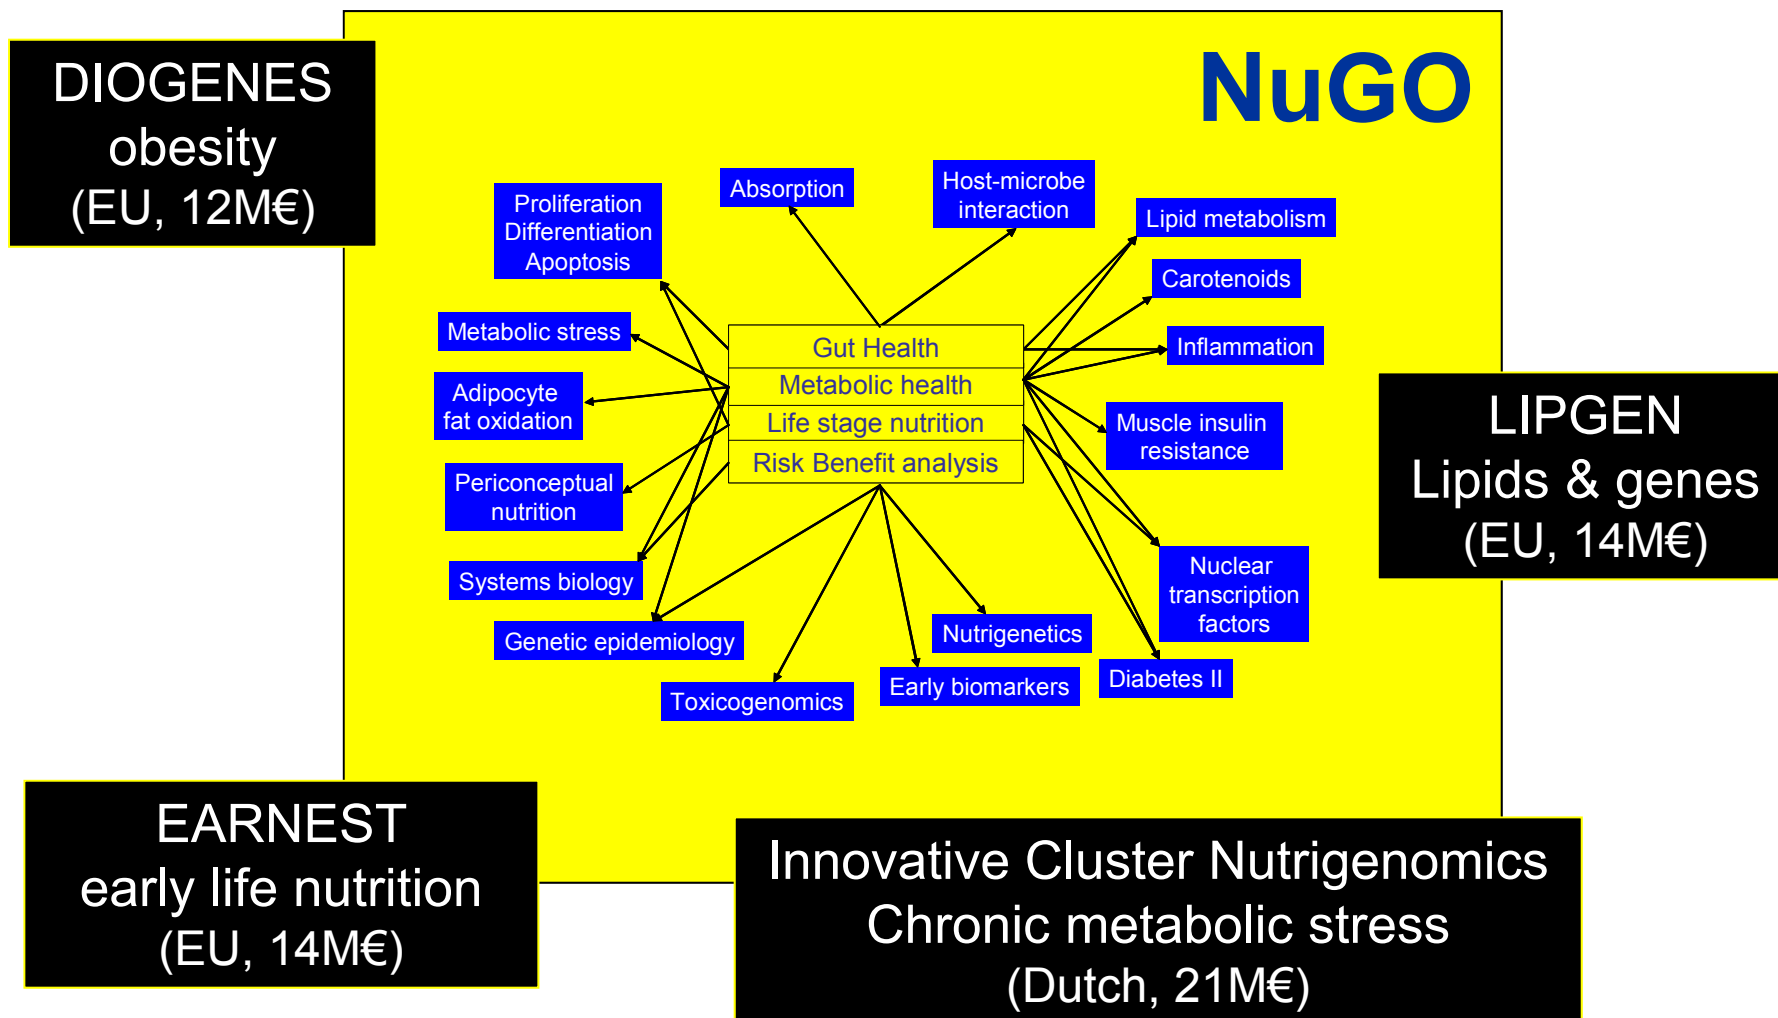 NuGO
DIOGENES
obesity
(EU, 12M€)
Absorption
Host-microbe
interaction
Proliferation
Differentiation
Apoptosis
Lipid metabolism
Carotenoids
Metabolic stress
Inflammation
Gut Health
Metabolic health
Life stage nutrition
Risk Benefit analysis
Adipocyte
fat oxidation
Muscle insulin
resistance
LIPGEN
Lipids & genes
(EU, 14M€)
Periconceptual
nutrition
Systems biology
Nuclear
transcription
factors
Genetic epidemiology
Nutrigenetics
Toxicogenomics
Early biomarkers
Diabetes II
EARNEST
early life nutrition
(EU, 14M€)
Innovative Cluster Nutrigenomics
Chronic metabolic stress
(Dutch, 21M€)